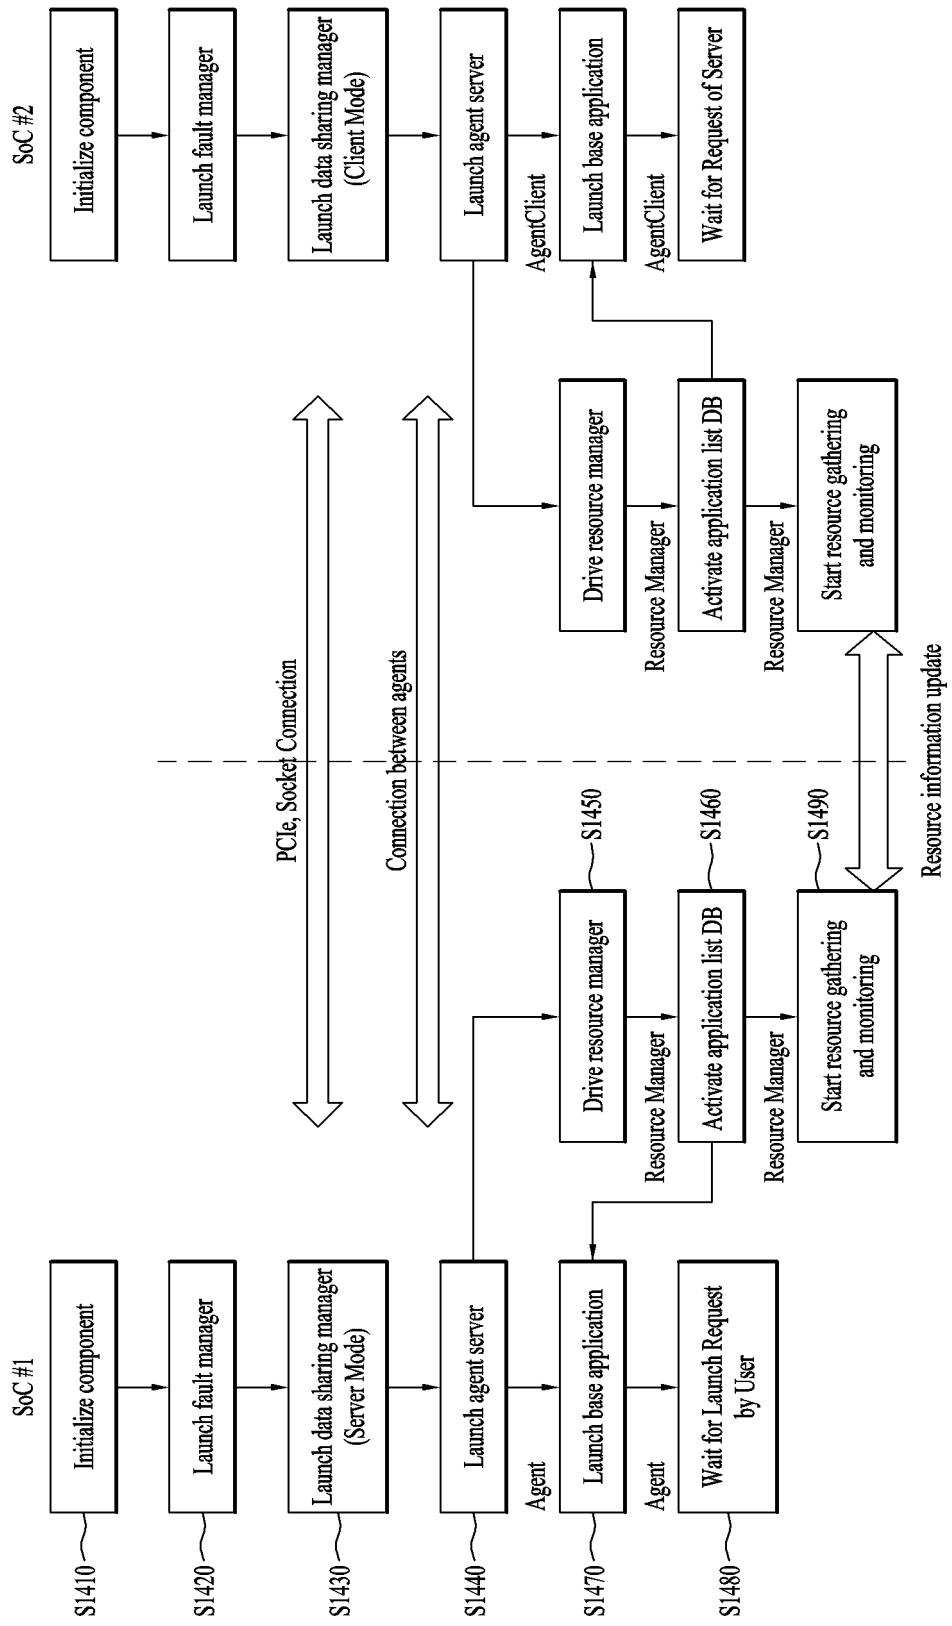 SoC #1
SoC #2
S1410
Initialize component
Initialize component
S1420
Launch fault manager
Launch fault manager
PCIe, Socket Connection
S1430
Launch data sharing manager
(Server Mode)
Launch data sharing manager
(Client Mode)
Connection between agents
S1440
Launch agent server
Launch agent server
Agent
AgentClient
S1470
Launch base application
Drive resource manager
S1450
Drive resource manager
Launch base application
Agent
Resource Manager
Resource Manager
AgentClient
S1480
Wait for Launch Request
by User
Activate application list DB
S1460
Activate application list DB
Wait for Request of Server
Resource Manager
Resource Manager
Start resource gathering
and monitoring
S1490
Start resource gathering
and monitoring
Resource information update